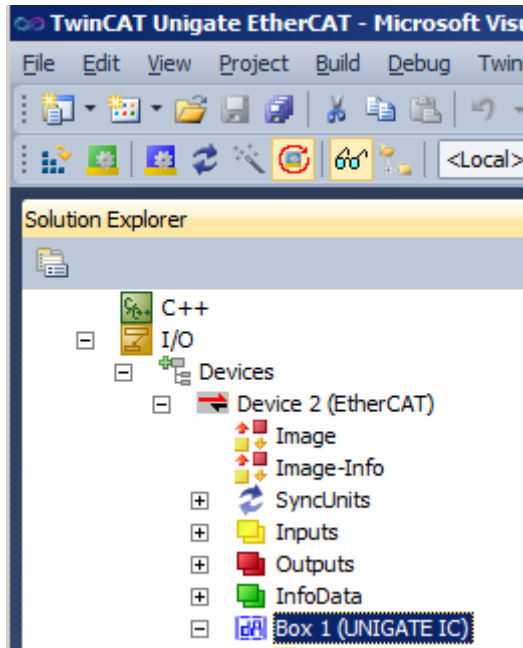 TwinCAT Unigate EtherCAT - Microsoft Vis
File Edit View Project Build Debug Twin
<Local>
Solution Explorer
C++
I/O
Devices
Device 2 (EtherCAT)
Image
Image-Info
SyncUnits
Inputs
Outputs
InfoData
Box 1 (UNIGATE IC)